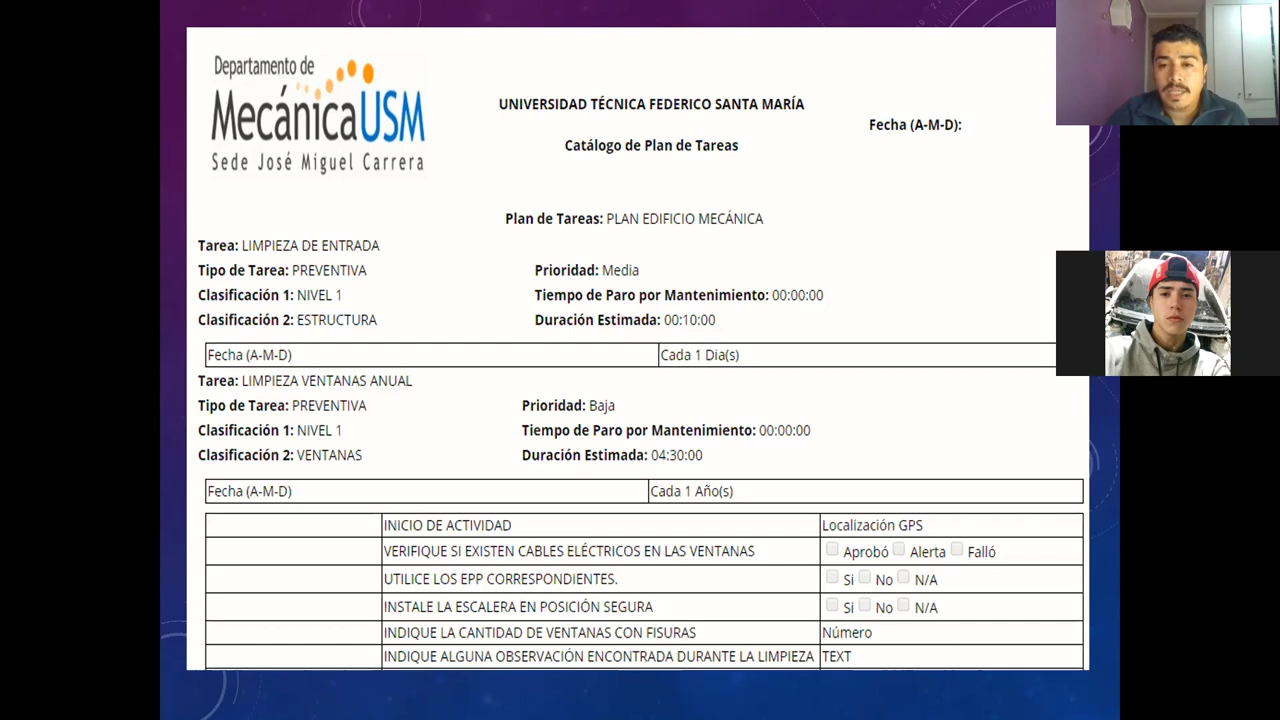 Departamento de
MecánicaUSM
Sede José Miguel Carrera
UNIVERSIDAD TÉCNICA FEDERICO SANTA MARÍA
Fecha (A-M-D):
Catálogo de Plan de Tareas
Plan de Tareas: PLAN EDIFICIO MECÁNICA
Tarea: LIMPIEZA DE ENTRADA
Tipo de Tarea: PREVENTIVA Prioridad: Media
Clasificación 1: NIVEL 1 Tiempo de Paro por Mantenimiento: 00:00:00
Clasificación 2: ESTRUCTURA Duración Estimada: 00:10:00
Fecha (A-M-D) Cada 1 Dia(s)
Tarea: LIMPIEZA VENTANAS ANUAL
Tipo de Tarea: PREVENTIVA Prioridad: Baja
Clasificación 1: NIVEL 1 Tiempo de Paro por Mantenimiento: 00:00:00
Clasificación 2: VENTANAS Duración Estimada: 04:30:00
Fecha (A-M-D) Cada 1 Año(s)
INICIO DE ACTIVIDAD Localización GPS
VERIFIQUE SI EXISTEN CABLES ELÉCTRICOS EN LAS VENTANAS Aprobó Alerta Falló
UTILICE LOS EPP CORRESPONDIENTES. Si No N/A
INSTALE LA ESCALERA EN POSICIÓN SEGURA Si No N/A
INDIQUE LA CANTIDAD DE VENTANAS CON FISURAS Número
INDIQUE ALGUNA OBSERVACIÓN ENCONTRADA DURANTE LA LIMPIEZA TEXT